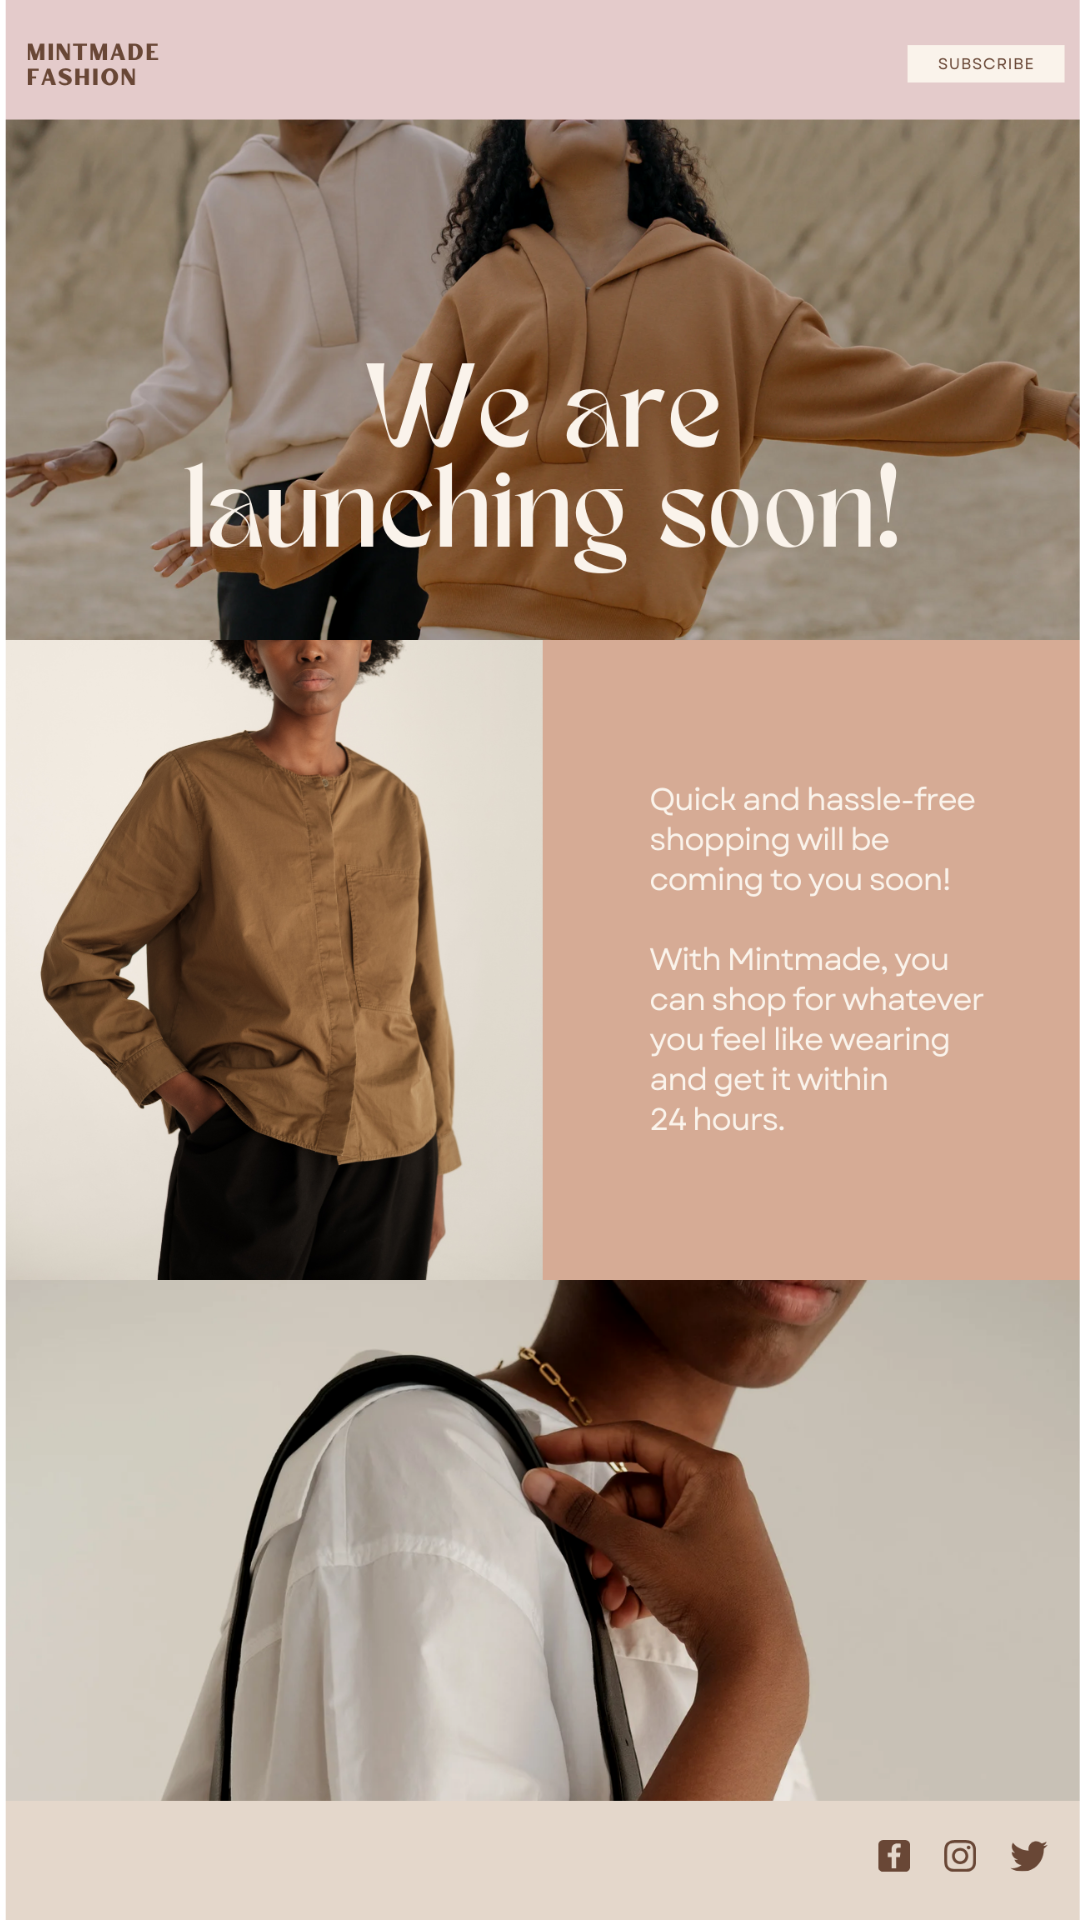 MINTMADE
FASHION
SUBSCRIBE
We are
launching soon!
Quick and hassle-free
shopping will be
coming to you soon!
With Mintmade, you
can shop for whatever
you feel like wearing
and get it within
24 hours.